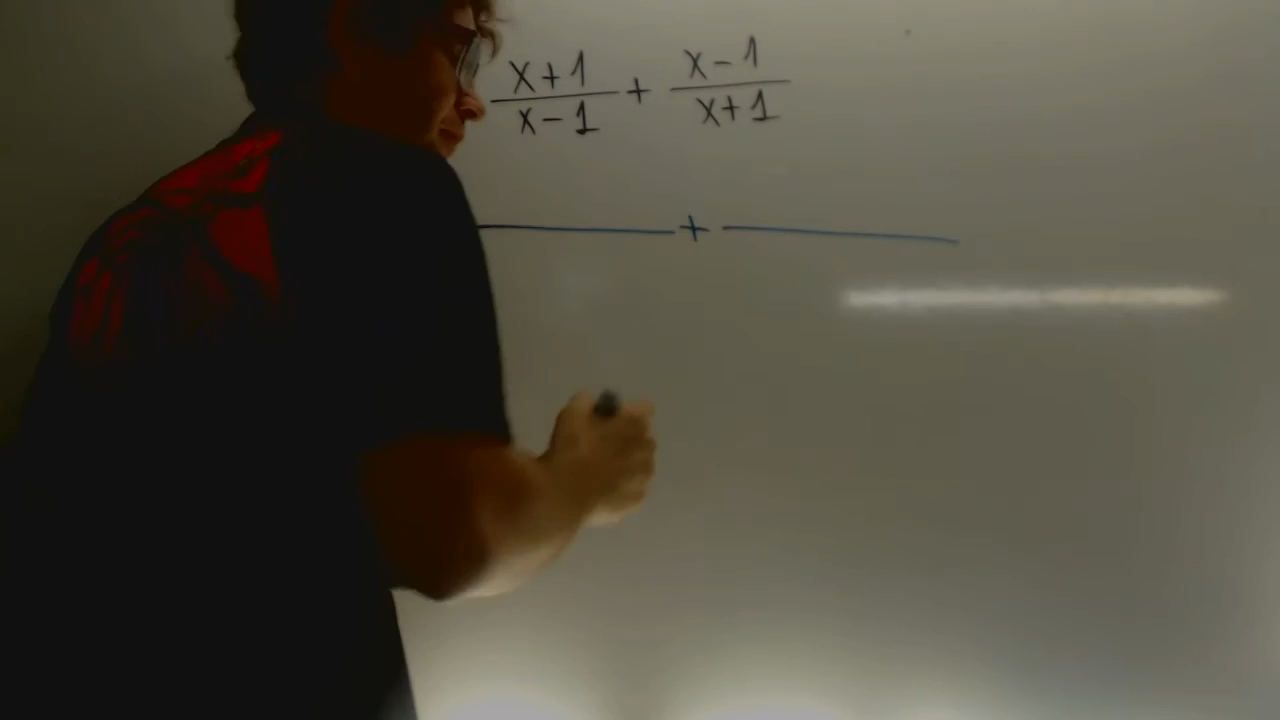 x+1/x-1 + x-1/x+1
+